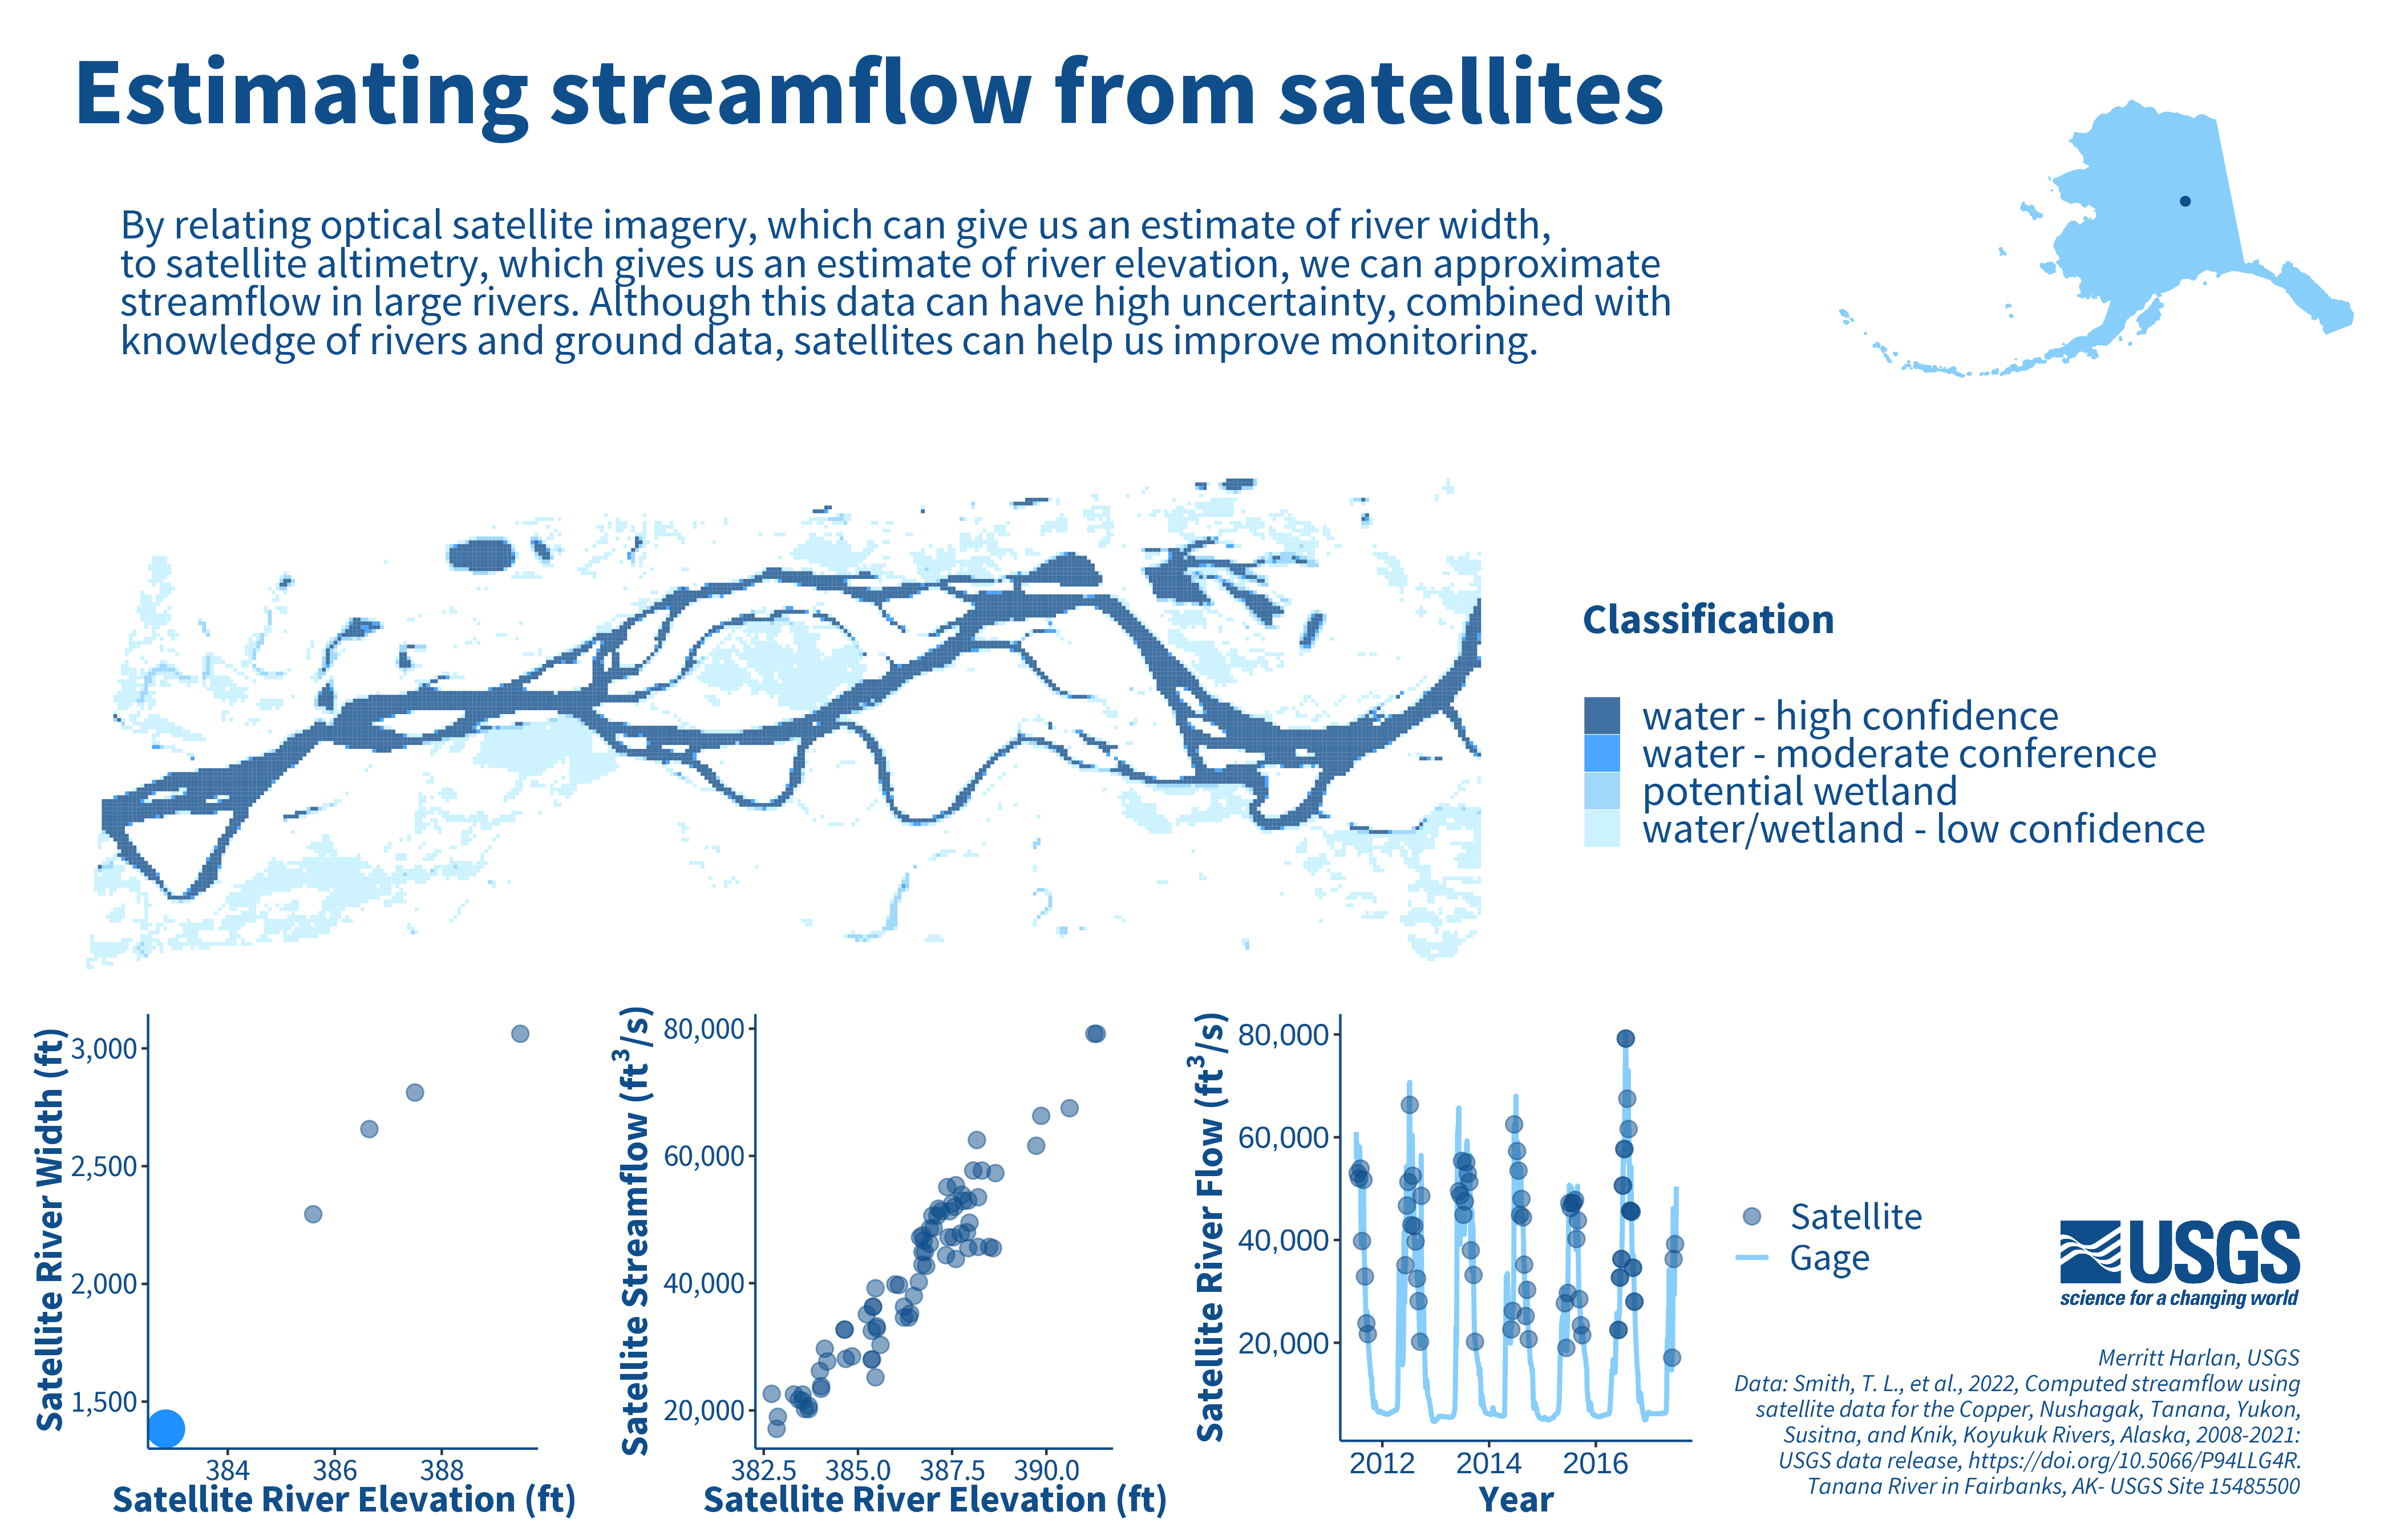 Estimating streamflow from satellites
By relating optical satellite imagery, which can give us an estimate of river width,
to satellite altimetry, which gives us an estimate of river elevation, we can approximate
streamflow in large rivers. Although this data can have high uncertainty, combined with
knowledge of rivers and ground data, satellites can help us improve monitoring.
Classification
water - high confidence
water - moderate conference
potential wetland
water/wetland - low confidence
Satellite River Width (ft)
3,000
2,500
2,000
1,500
384 386 388
Satellite River Elevation (ft)
Satellite Streamflow (ft³/s)
80,000
60,000
40,000
20,000
382.5 385.0 387.5 390.0
Satellite River Elevation (ft)
Satellite River Flow (ft³/s)
80,000
60,000
40,000
20,000
2012 2014 2016
Year
Satellite
Gage
USGS
science for a changing world
Merritt Harlan, USGS
Data: Smith, T. L., et al., 2022, Computed streamflow using
satellite data for the Copper, Nushagak, Tanana, Yukon,
Susitna, and Knik, Koyukuk Rivers, Alaska, 2008-2021:
USGS data release, https://doi.org/10.5066/P94LLG4R.
Tanana River in Fairbanks, AK- USGS Site 15485500